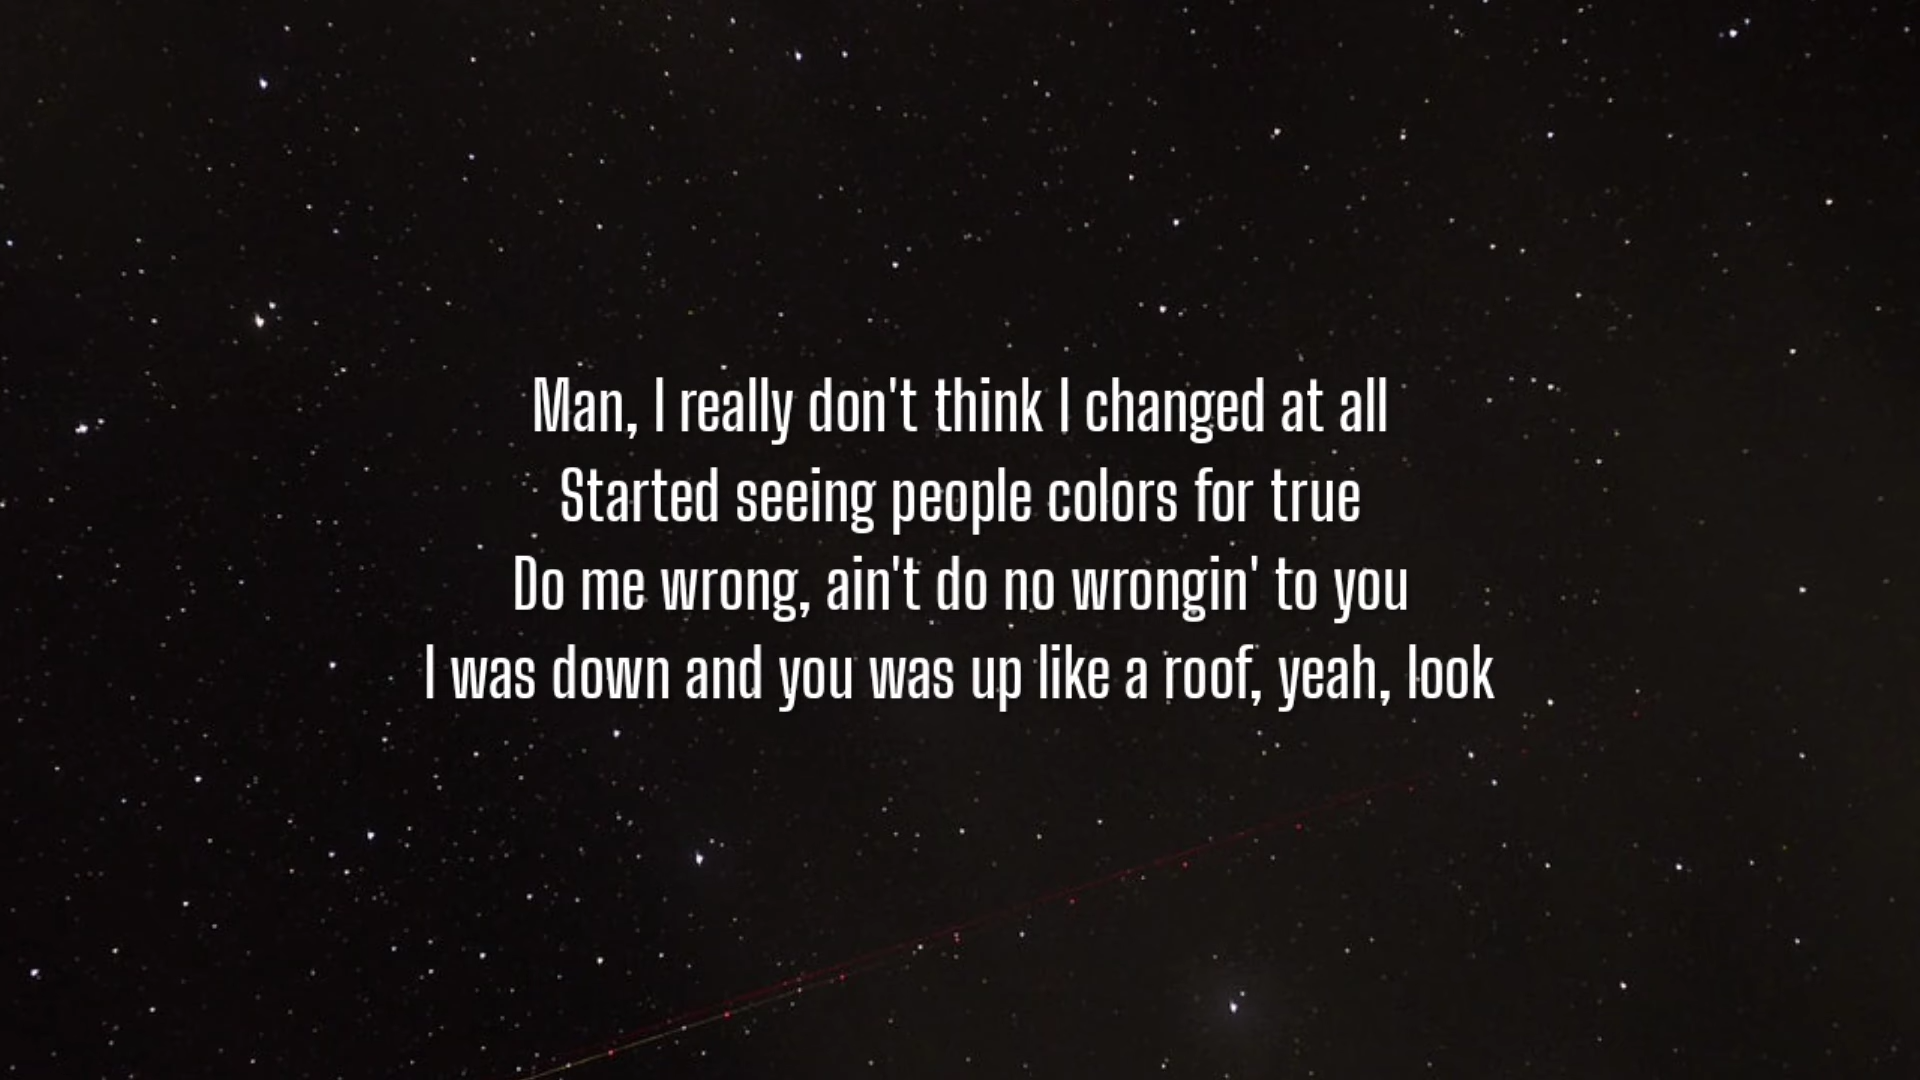 Man, I really don't think I changed at all
Started seeing people colors for true
Do me wrong, ain't do no wrongin' to you
I was down and you was up like a roof, yeah, look